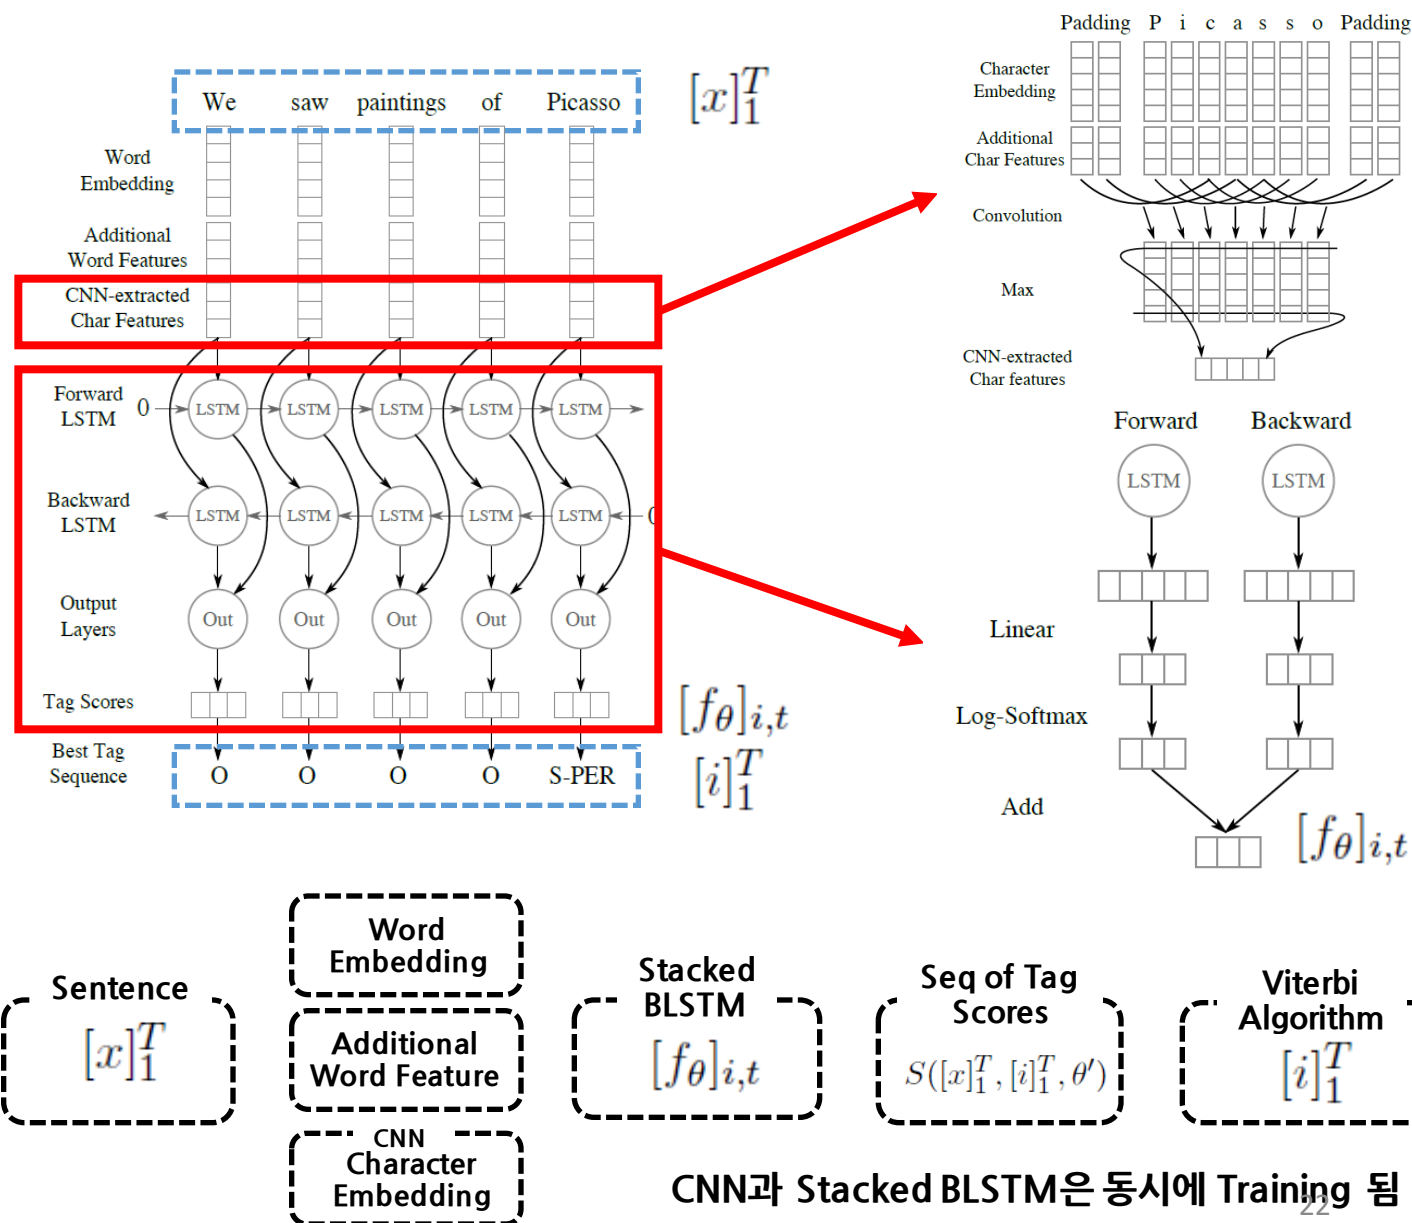 We saw paintings of Picasso
[x]_1^T
Word
Embedding
Additional
Word Features
CNN-extracted
Char Features
Forward
LSTM
0 LSTM LSTM LSTM LSTM LSTM
Backward
LSTM
LSTM LSTM LSTM LSTM LSTM 0
Output
Layers
Out Out Out Out Out
Tag Scores
[f_θ]_{i,t}
Best Tag
Sequence
O O O O S-PER
[i]_1^T
Padding P i c a s s o Padding
Character
Embedding
Additional
Char Features
Convolution
Max
CNN-extracted
Char features
Forward Backward
LSTM LSTM
Linear
Log-Softmax
Add
[f_θ]_{i,t}
Sentence
[x]_1^T
Word
Embedding
Additional
Word Feature
CNN
Character
Embedding
Stacked
BLSTM
[f_θ]_{i,t}
Seq of Tag
Scores
S([x]_1^T, [i]_1^T, θ')
Viterbi
Algorithm
[i]_1^T
CNN과 Stacked BLSTM은 동시에 Training 됨
22